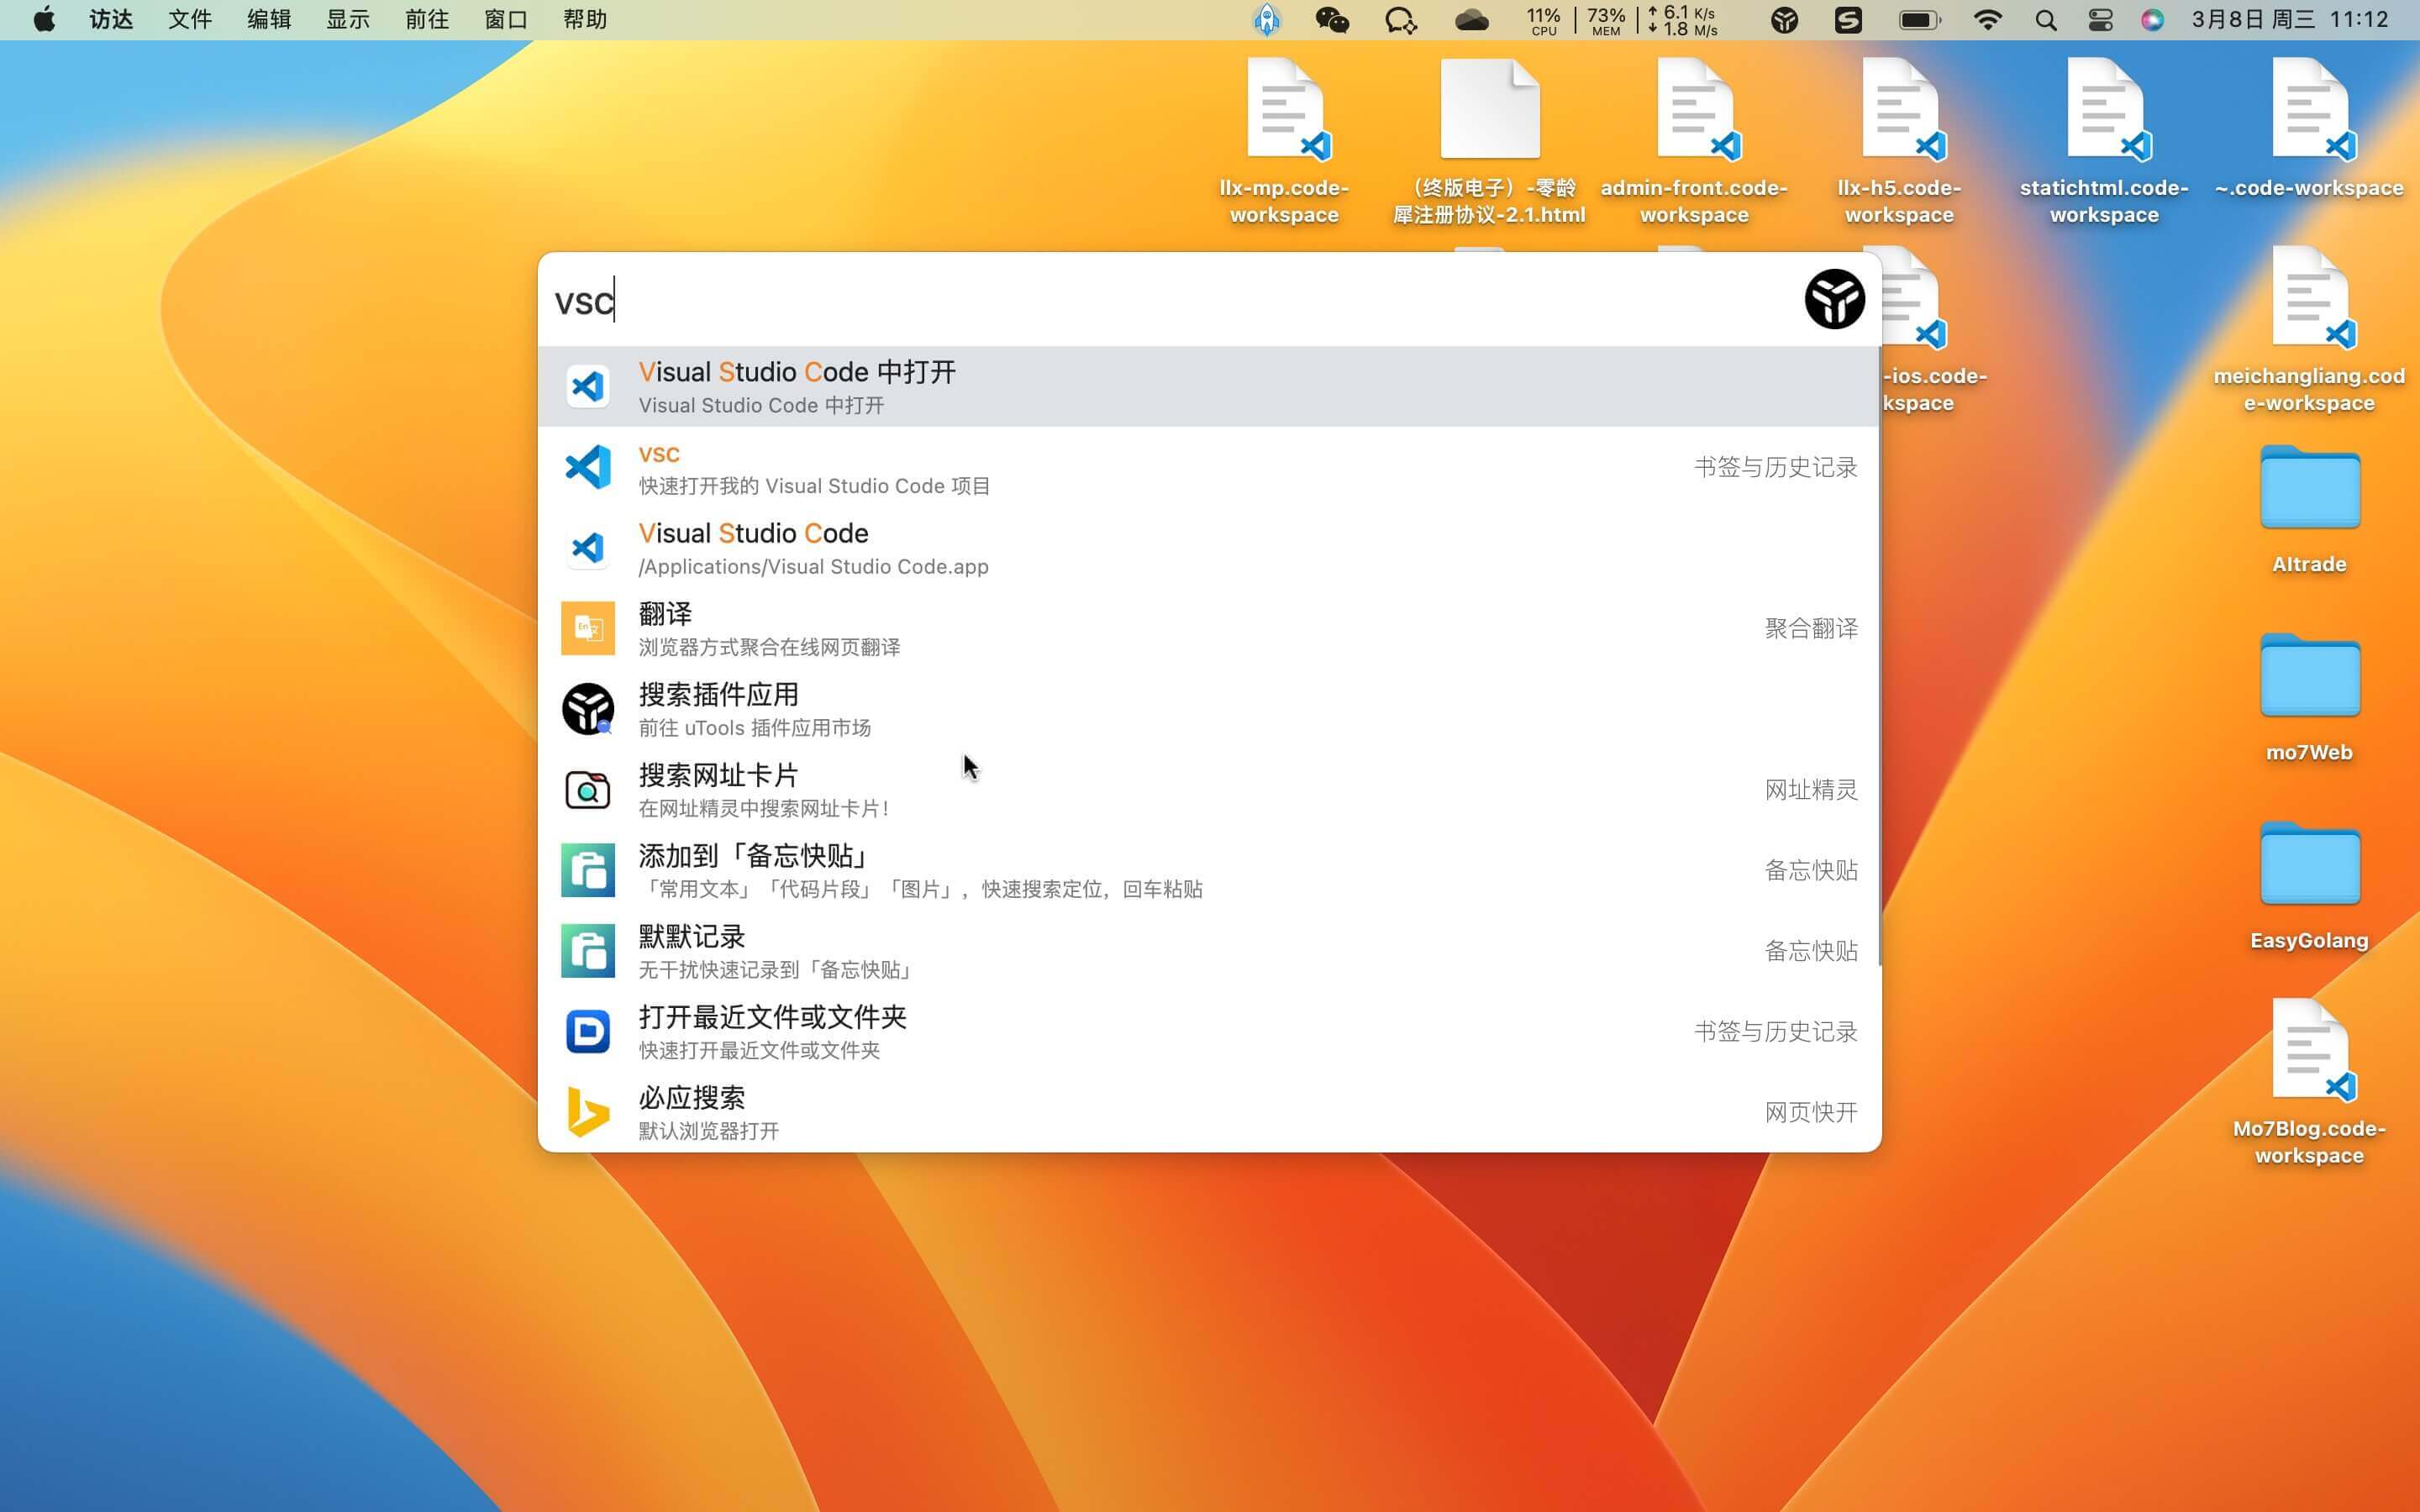 访达 文件 编辑 显示 前往 窗口 帮助
11% CPU 73% MEM 6.1 K/s 1.8 M/s
3月8日 周三 11:12
llx-mp.code-
workspace
（终版电子）-零龄
犀注册协议-2.1.html
admin-front.code-
workspace
llx-h5.code-
workspace
statichtml.code-
workspace
~.code-workspace
vsc
Visual Studio Code 中打开
Visual Studio Code 中打开
vsc
快速打开我的 Visual Studio Code 项目
书签与历史记录
Visual Studio Code
/Applications/Visual Studio Code.app
翻译
浏览器方式聚合在线网页翻译
聚合翻译
搜索插件应用
前往 uTools 插件应用市场
搜索网址卡片
在网址精灵中搜索网址卡片！
网址精灵
添加到「备忘快贴」
「常用文本」「代码片段」「图片」，快速搜索定位，回车粘贴
备忘快贴
默默记录
无干扰快速记录到「备忘快贴」
备忘快贴
打开最近文件或文件夹
快速打开最近文件或文件夹
书签与历史记录
必应搜索
默认浏览器打开
网页快开
-ios.code-
kspace
meichangliang.cod
e-workspace
AItrade
mo7Web
EasyGolang
Mo7Blog.code-
workspace